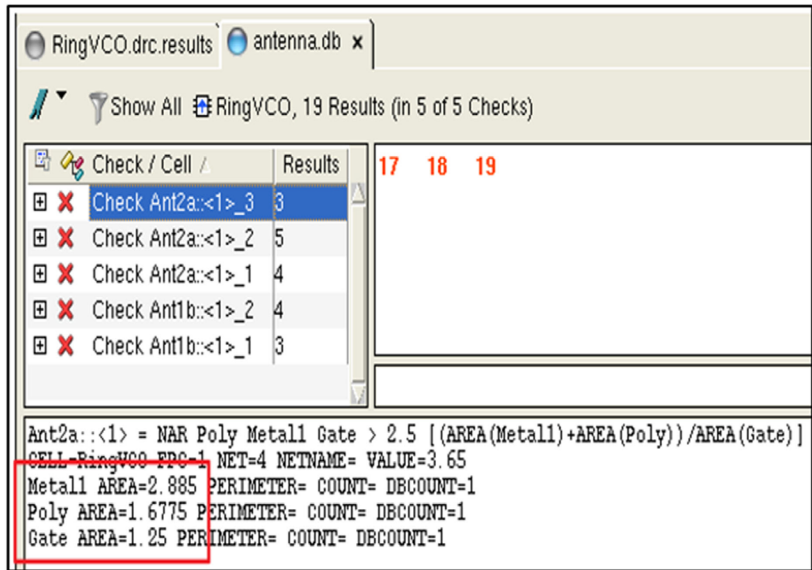 RingVCO.drc.results antenna.db x
Show All RingVCO, 19 Results (in 5 of 5 Checks)
Check / Cell Results
Check Ant2a::<1>_3 3
Check Ant2a::<1>_2 5
Check Ant2a::<1>_1 4
Check Ant1b::<1>_2 4
Check Ant1b::<1>_1 3
17 18 19
Ant2a::<1> = NAR Poly Metal1 Gate > 2.5 [(AREA(Metal1)+AREA(Poly))/AREA(Gate)]
CELL=RingVCO FPC=1 NET=4 NETNAME= VALUE=3.65
Metal1 AREA=2.885 PERIMETER= COUNT= DBCOUNT=1
Poly AREA=1.6775 PERIMETER= COUNT= DBCOUNT=1
Gate AREA=1.25 PERIMETER= COUNT= DBCOUNT=1